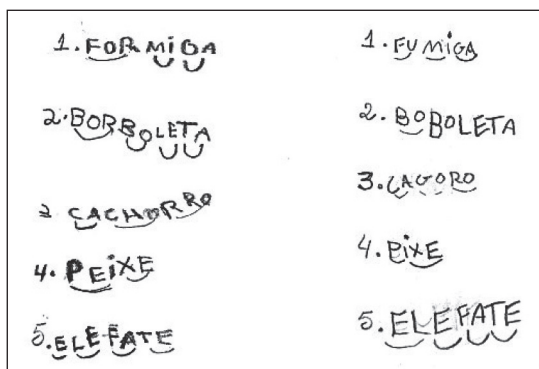 1. FORMIGA
2. BORBOLETA
3. CACHORRO
4. PEIXE
5. ELEFATE
1. FUMIGA
2. BOBOLETA
3. CAGORO
4. PIXE
5. ELEFATE